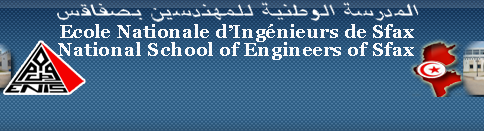 المدرسة الوطنية للمهندسين بصفاقس
Ecole Nationale d'Ingénieurs de Sfax
National School of Engineers of Sfax
ENIS